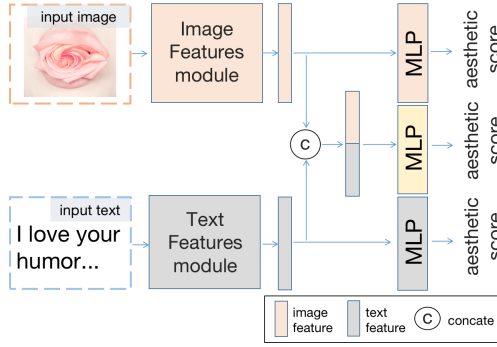 input image
Image
Features
module
MLP
aesthetic
score
C
MLP
aesthetic
score
input text
I love your
humor...
Text
Features
module
MLP
aesthetic
score
image
feature
text
feature
C
concate